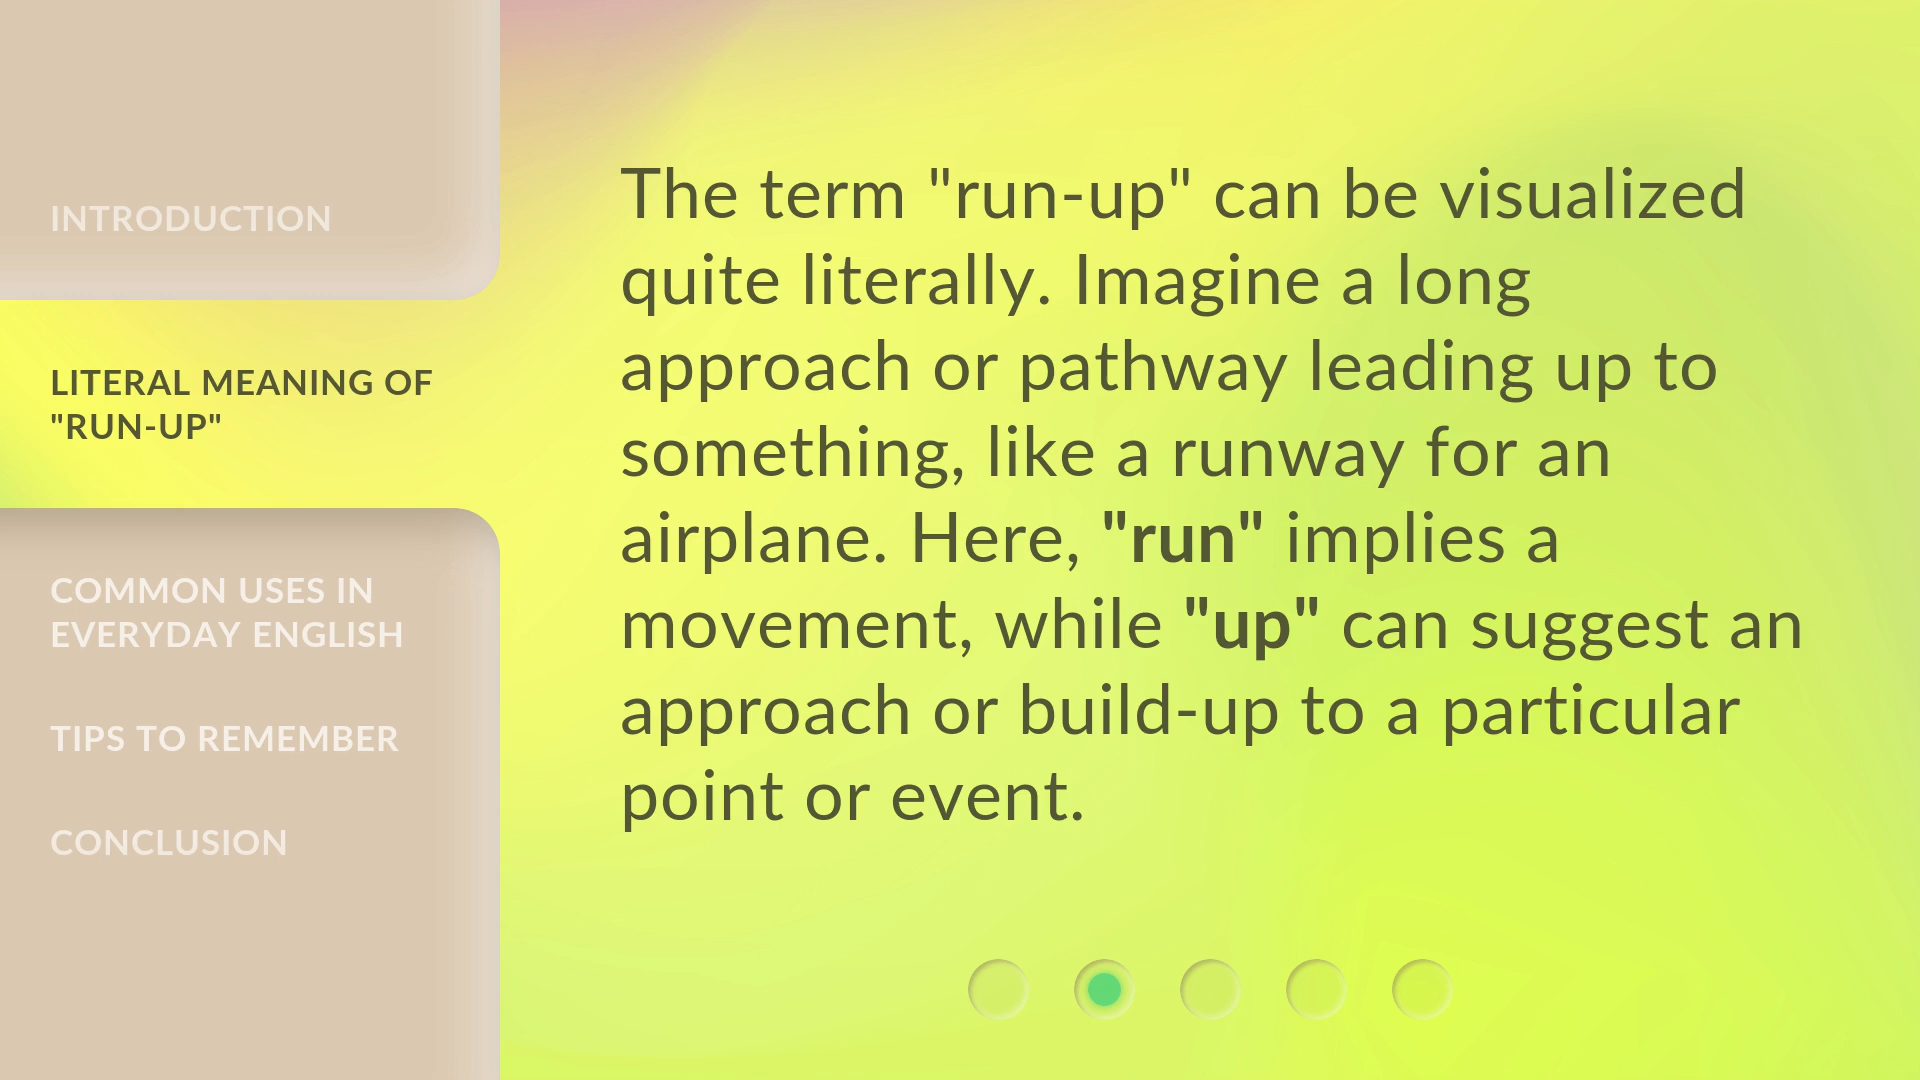 INTRODUCTION
LITERAL MEANING OF
"RUN-UP"
COMMON USES IN
EVERYDAY ENGLISH
TIPS TO REMEMBER
CONCLUSION
The term "run-up" can be visualized
quite literally. Imagine a long
approach or pathway leading up to
something, like a runway for an
airplane. Here, "run" implies a
movement, while "up" can suggest an
approach or build-up to a particular
point or event.